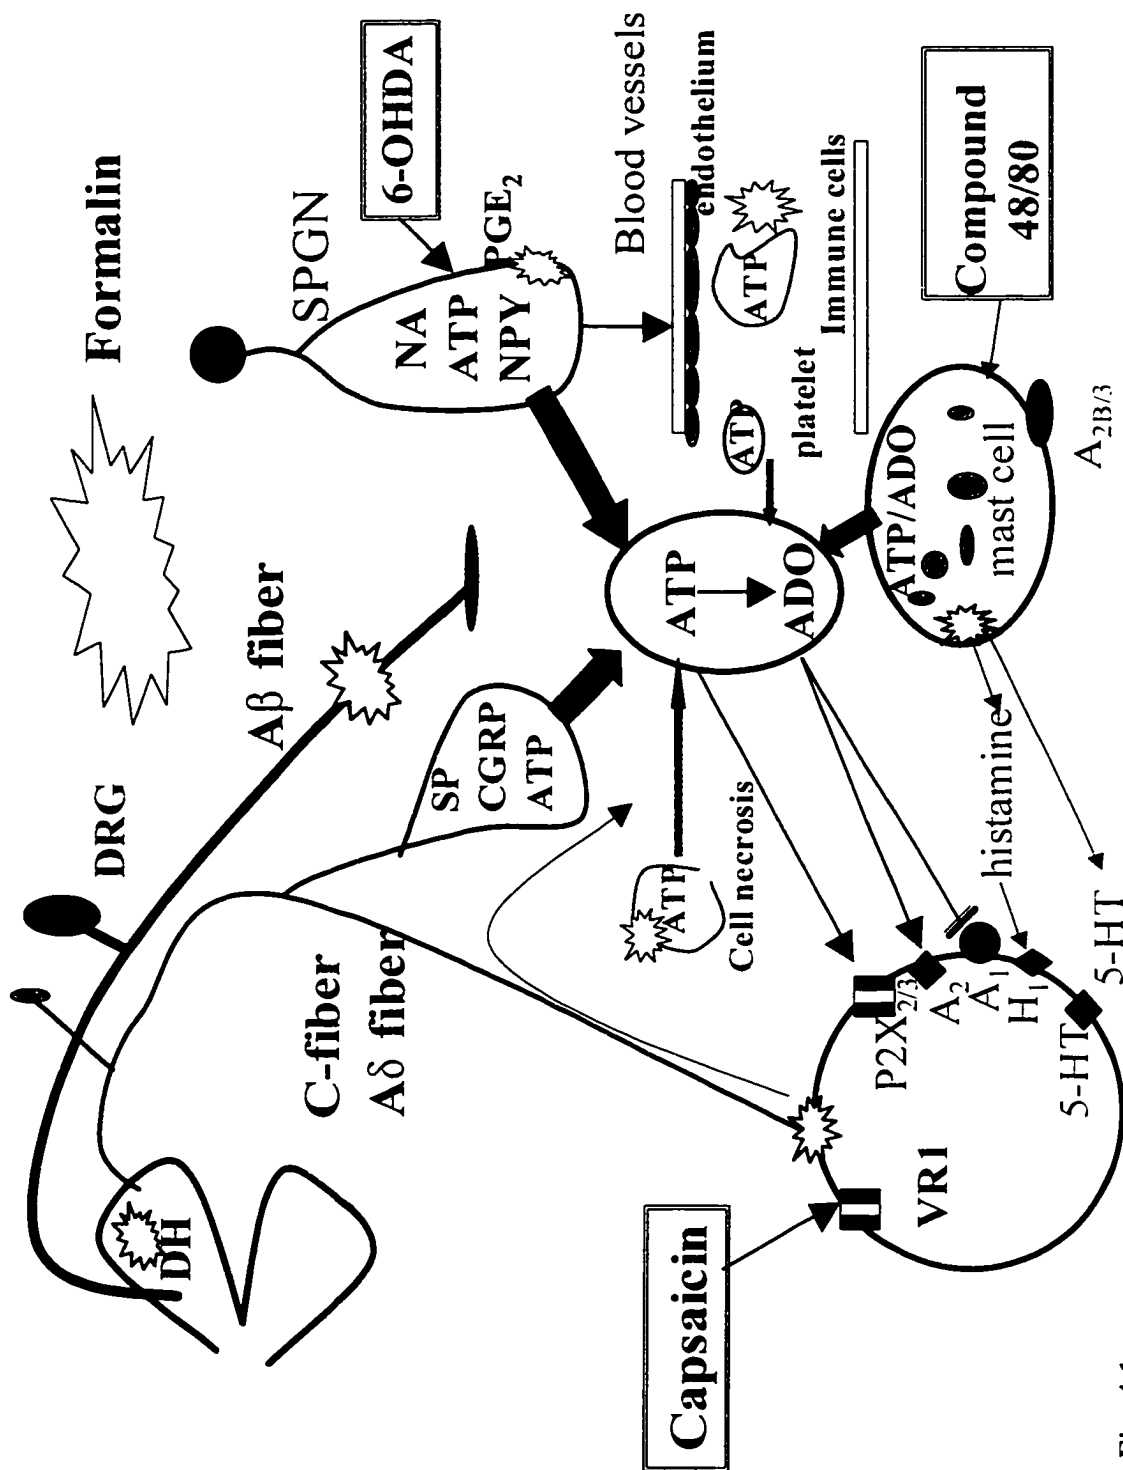 DRG
Formalin
DH
Aβ fiber
SPGN
6-OHDA
C-fiber
Aδ fiber
NA
ATP
NPY
PGE₂
SP
CGRP
ATP
Blood vessels
endothelium
Capsaicin
ATP
Cell necrosis
ATP
ADO
ATP
platelet
ATP
Immune cells
VR1
P2X₂/₃
A₂
A₁
H₁
5-HT
histamine
5-HT
ATP/ADO
mast cell
A₂B/₃
Compound
48/80